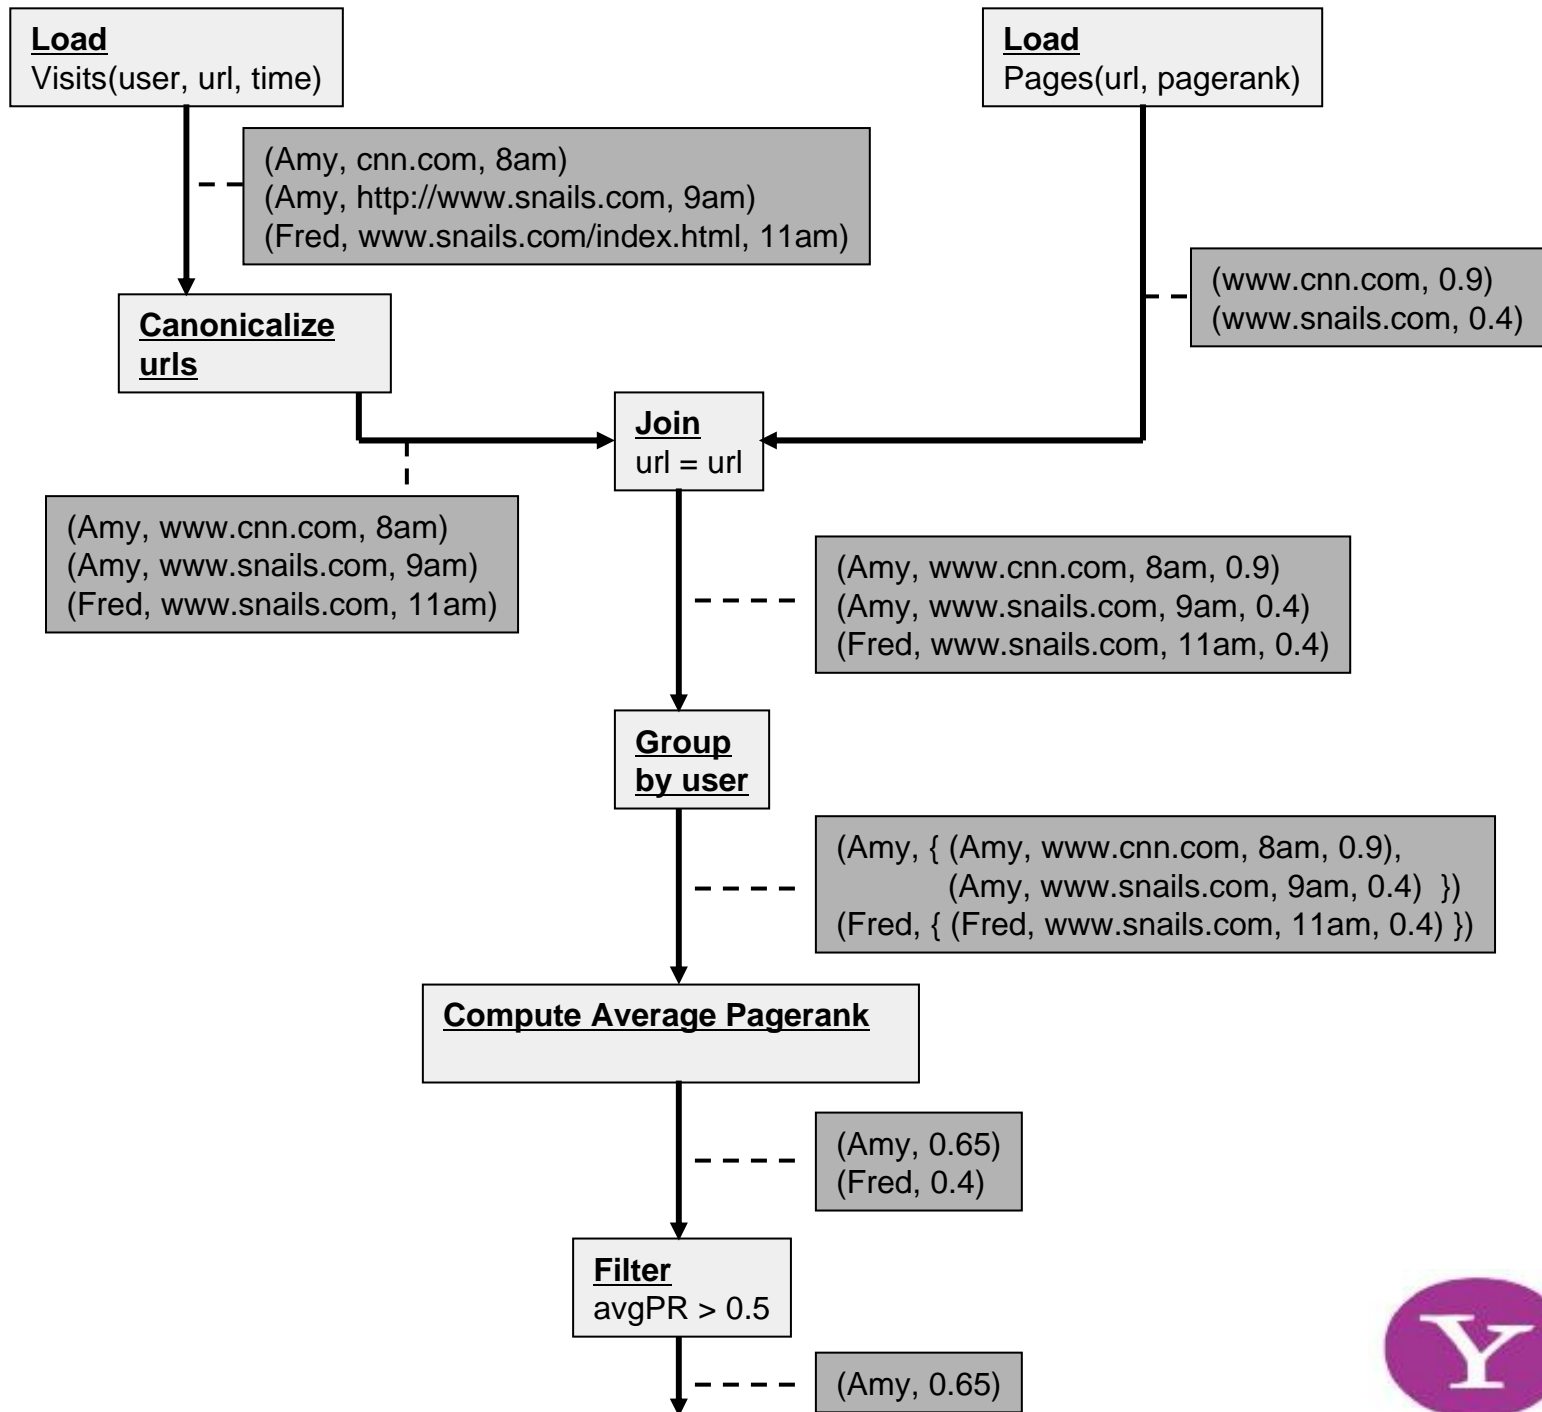 Load
Visits(user, url, time)
Load
Pages(url, pagerank)
(Amy, cnn.com, 8am)
(Amy, http://www.snails.com, 9am)
(Fred, www.snails.com/index.html, 11am)
(www.cnn.com, 0.9)
(www.snails.com, 0.4)
Canonicalize
urls
Join
url = url
(Amy, www.cnn.com, 8am)
(Amy, www.snails.com, 9am)
(Fred, www.snails.com, 11am)
(Amy, www.cnn.com, 8am, 0.9)
(Amy, www.snails.com, 9am, 0.4)
(Fred, www.snails.com, 11am, 0.4)
Group
by user
(Amy, { (Amy, www.cnn.com, 8am, 0.9),
(Amy, www.snails.com, 9am, 0.4) })
(Fred, { (Fred, www.snails.com, 11am, 0.4) })
Compute Average Pagerank
(Amy, 0.65)
(Fred, 0.4)
Filter
avgPR > 0.5
(Amy, 0.65)
Y